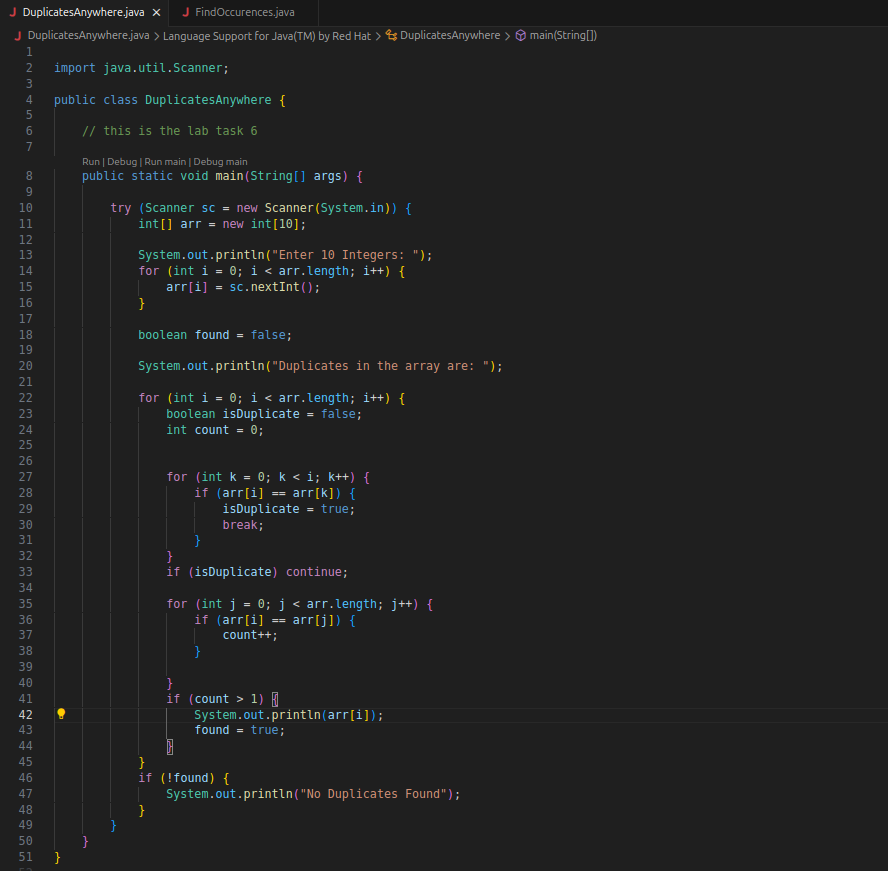 J DuplicatesAnywhere.java × J FindOccurences.java
J DuplicatesAnywhere.java > Language Support for Java(TM) by Red Hat > DuplicatesAnywhere > main(String[])
1
2 import java.util.Scanner;
3
4 public class DuplicatesAnywhere {
5
6     // this is the lab task 6
7
Run | Debug | Run main | Debug main
8     public static void main(String[] args) {
9
10         try (Scanner sc = new Scanner(System.in)) {
11             int[] arr = new int[10];
12
13             System.out.println("Enter 10 Integers: ");
14             for (int i = 0; i < arr.length; i++) {
15                 arr[i] = sc.nextInt();
16             }
17
18             boolean found = false;
19
20             System.out.println("Duplicates in the array are: ");
21
22             for (int i = 0; i < arr.length; i++) {
23                 boolean isDuplicate = false;
24                 int count = 0;
25
26
27                 for (int k = 0; k < i; k++) {
28                     if (arr[i] == arr[k]) {
29                         isDuplicate = true;
30                         break;
31                     }
32                 }
33                 if (isDuplicate) continue;
34
35                 for (int j = 0; j < arr.length; j++) {
36                     if (arr[i] == arr[j]) {
37                         count++;
38                     }
39
40                 }
41                 if (count > 1) {
42                     System.out.println(arr[i]);
43                     found = true;
44                 }
45             }
46             if (!found) {
47                 System.out.println("No Duplicates Found");
48             }
49         }
50     }
51 }